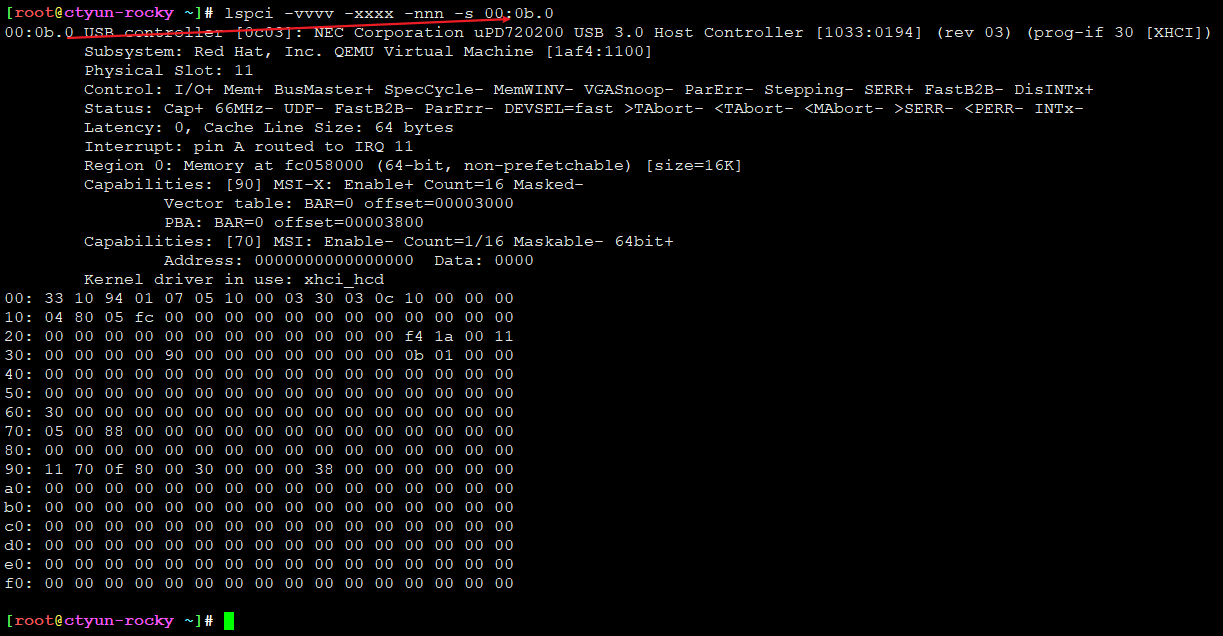 [root@ctyun-rocky ~]# lspci -vvvv -xxxx -nnn -s 00:0b.0
00:0b.0 USB controller [0c03]: NEC Corporation uPD720200 USB 3.0 Host Controller [1033:0194] (rev 03) (prog-if 30 [XHCI])
Subsystem: Red Hat, Inc. QEMU Virtual Machine [1af4:1100]
Physical Slot: 11
Control: I/O+ Mem+ BusMaster+ SpecCycle- MemWINV- VGASnoop- ParErr- Stepping- SERR+ FastB2B- DisINTx+
Status: Cap+ 66MHz- UDF- FastB2B- ParErr- DEVSEL=fast >TAbort- <TAbort- <MAbort- >SERR- <PERR- INTx-
Latency: 0, Cache Line Size: 64 bytes
Interrupt: pin A routed to IRQ 11
Region 0: Memory at fc058000 (64-bit, non-prefetchable) [size=16K]
Capabilities: [90] MSI-X: Enable+ Count=16 Masked-
Vector table: BAR=0 offset=00003000
PBA: BAR=0 offset=00003800
Capabilities: [70] MSI: Enable- Count=1/16 Maskable- 64bit+
Address: 0000000000000000  Data: 0000
Kernel driver in use: xhci_hcd
00: 33 10 94 01 07 05 10 00 03 30 03 0c 10 00 00 00
10: 04 80 05 fc 00 00 00 00 00 00 00 00 00 00 00 00
20: 00 00 00 00 00 00 00 00 00 00 00 00 f4 1a 00 11
30: 00 00 00 00 90 00 00 00 00 00 00 00 0b 01 00 00
40: 00 00 00 00 00 00 00 00 00 00 00 00 00 00 00 00
50: 00 00 00 00 00 00 00 00 00 00 00 00 00 00 00 00
60: 30 00 00 00 00 00 00 00 00 00 00 00 00 00 00 00
70: 05 00 88 00 00 00 00 00 00 00 00 00 00 00 00 00
80: 00 00 00 00 00 00 00 00 00 00 00 00 00 00 00 00
90: 11 70 0f 80 00 30 00 00 00 38 00 00 00 00 00 00
a0: 00 00 00 00 00 00 00 00 00 00 00 00 00 00 00 00
b0: 00 00 00 00 00 00 00 00 00 00 00 00 00 00 00 00
c0: 00 00 00 00 00 00 00 00 00 00 00 00 00 00 00 00
d0: 00 00 00 00 00 00 00 00 00 00 00 00 00 00 00 00
e0: 00 00 00 00 00 00 00 00 00 00 00 00 00 00 00 00
f0: 00 00 00 00 00 00 00 00 00 00 00 00 00 00 00 00
[root@ctyun-rocky ~]#